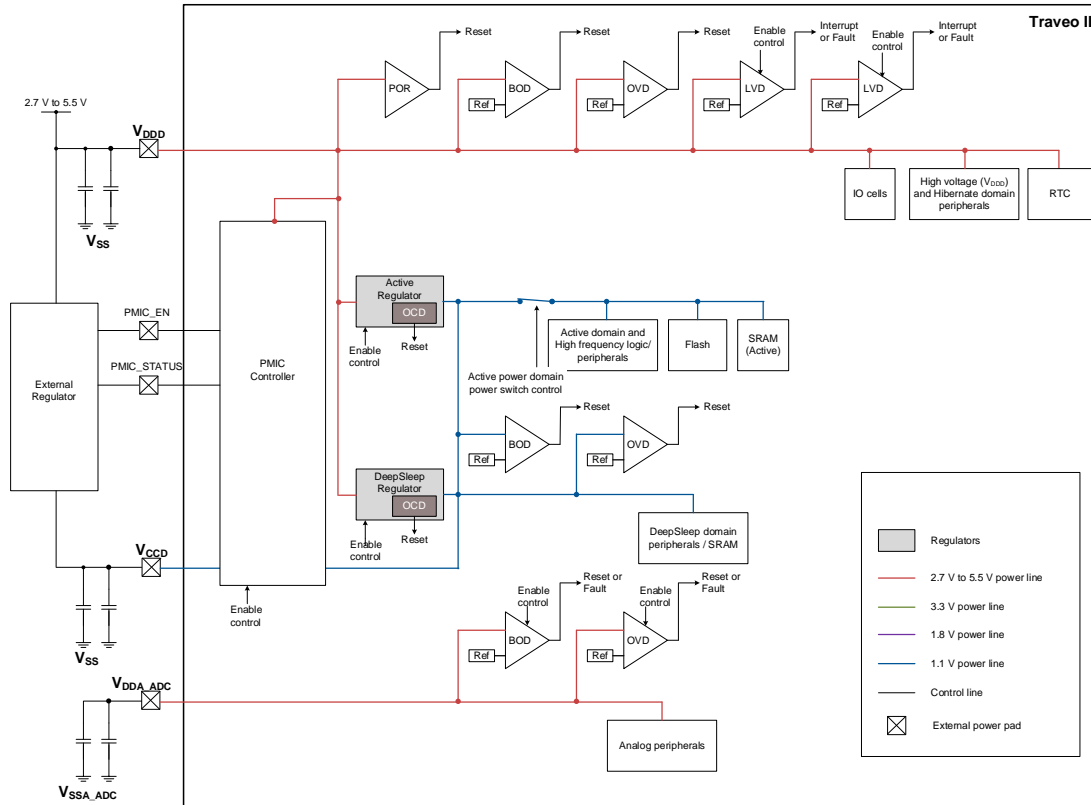 Traveo II
Reset
Reset
Reset
Enable
control
Interrupt
or Fault
Enable
control
Interrupt
or Fault
POR
BOD
Ref
OVD
Ref
LVD
Ref
LVD
Ref
2.7 V to 5.5 V
VDDD
VSS
IO cells
High voltage (VDDD)
and Hibernate domain
peripherals
RTC
External
Regulator
PMIC_EN
PMIC_STATUS
PMIC
Controller
Enable
control
Active
Regulator
OCD
Enable
control
Reset
Active power domain
power switch control
Active domain and
High frequency logic/
peripherals
Flash
SRAM
(Active)
Reset
Reset
BOD
Ref
OVD
Ref
DeepSleep
Regulator
OCD
Enable
control
Reset
DeepSleep domain
peripherals / SRAM
VCCD
VSS
Enable
control
Reset or
Fault
Enable
control
Reset or
Fault
BOD
Ref
OVD
Ref
VDDA_ADC
VSSA_ADC
Analog peripherals
Regulators
2.7 V to 5.5 V power line
3.3 V power line
1.8 V power line
1.1 V power line
Control line
External power pad